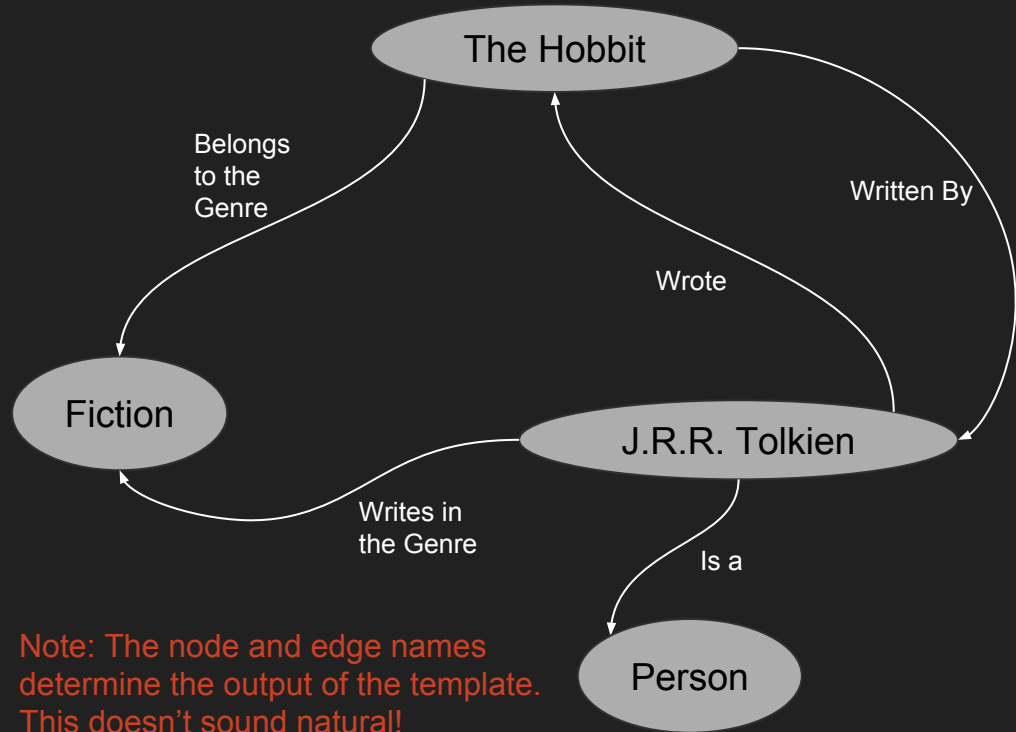 The Hobbit
Belongs
to the
Genre
Written By
Wrote
Fiction
J.R.R. Tolkien
Writes in
the Genre
Is a
Note: The node and edge names
determine the output of the template.
This doesn't sound natural!
Person